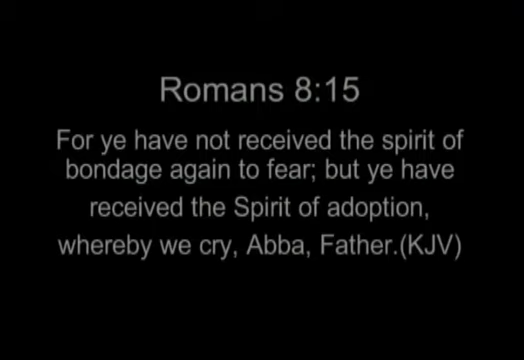 Romans 8:15
For ye have not received the spirit of
bondage again to fear; but ye have
received the Spirit of adoption,
whereby we cry, Abba, Father.(KJV)